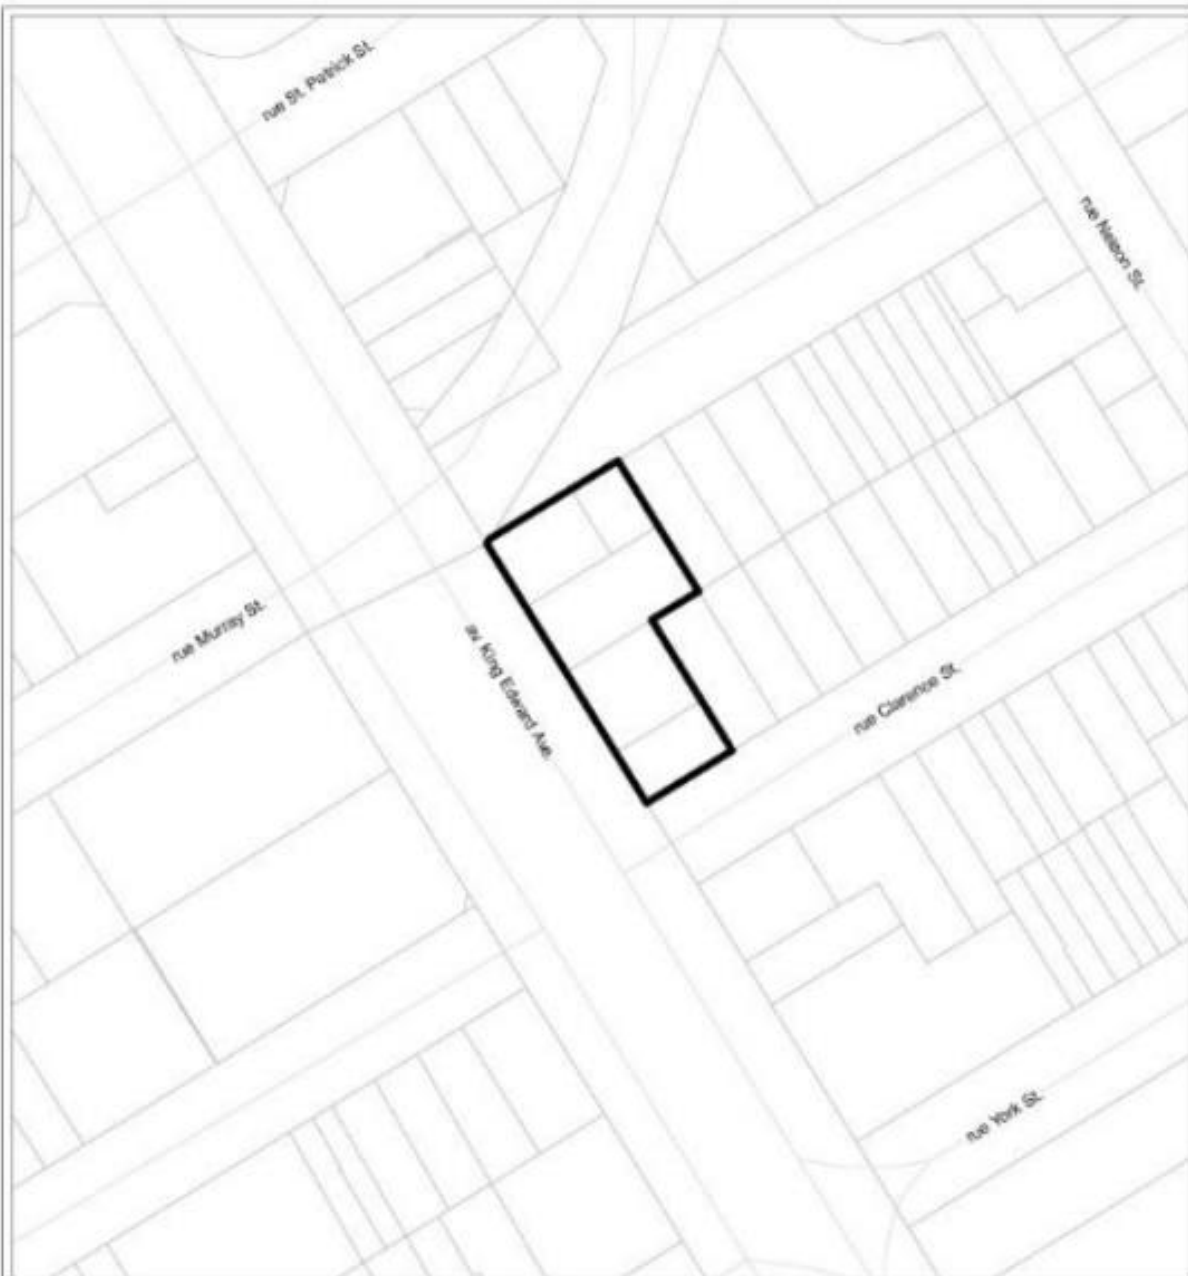 rue St. Patrick St.
rue Nelson St.
rue Murray St.
av. King Edward Ave.
rue Clarence St.
rue York St.